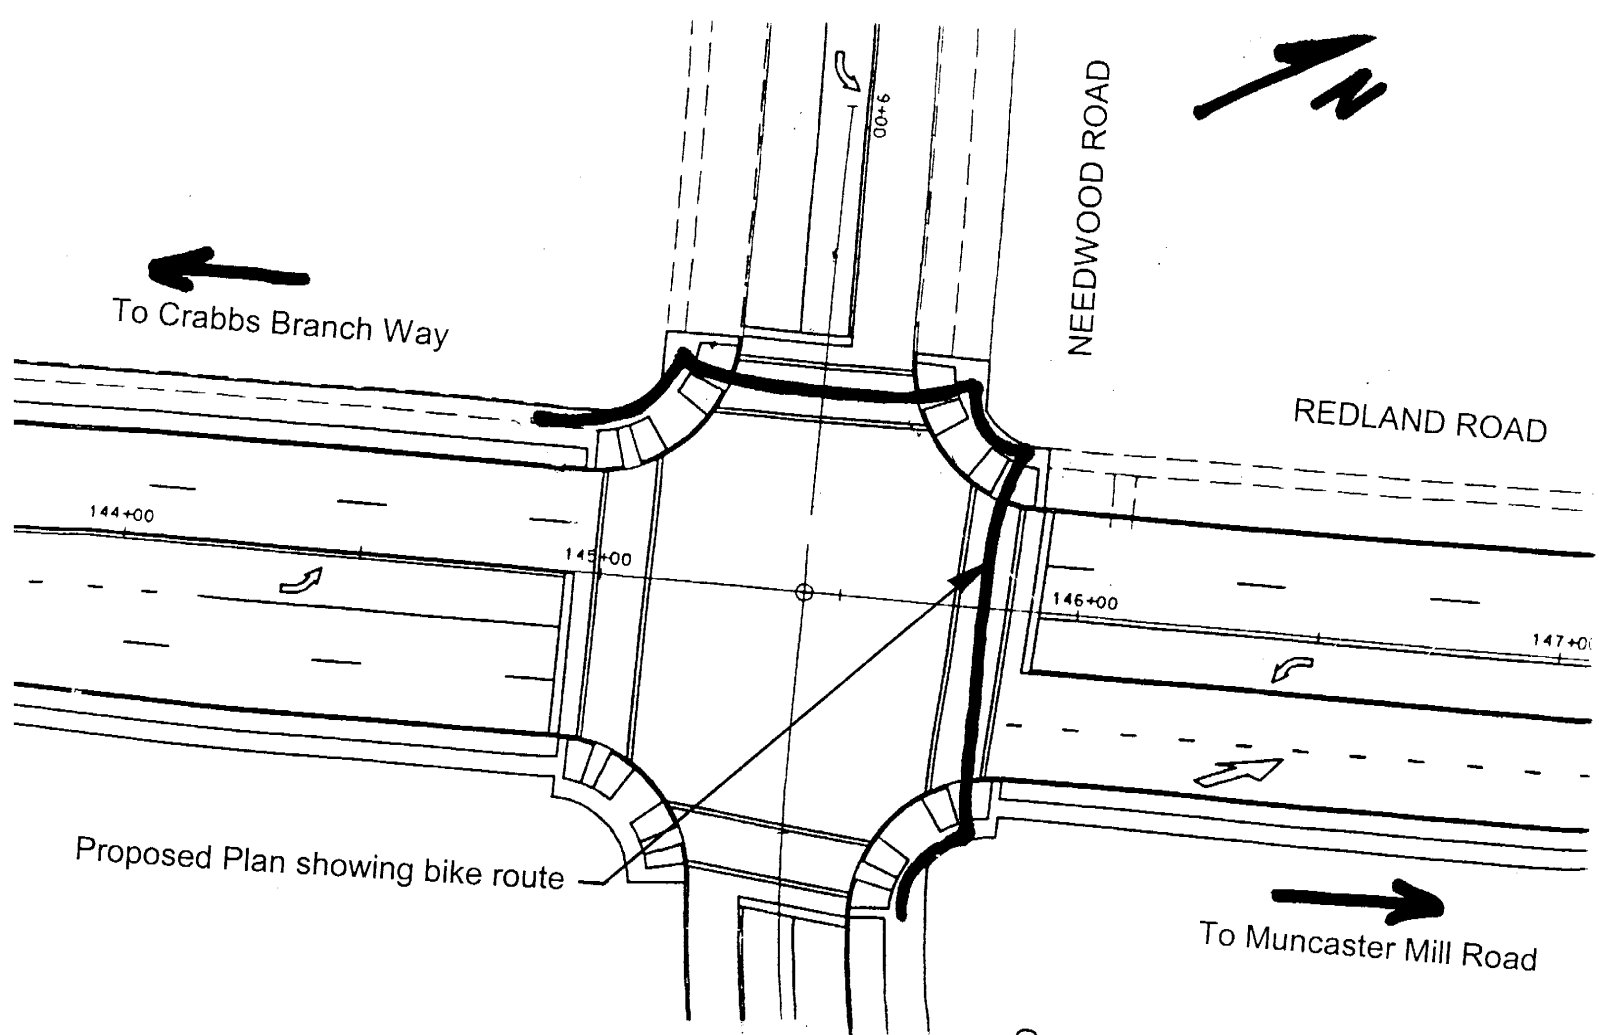 N
9+00
NEEDWOOD ROAD
To Crabbs Branch Way
REDLAND ROAD
144+00
145+00
146+00
147+0
Proposed Plan showing bike route
To Muncaster Mill Road